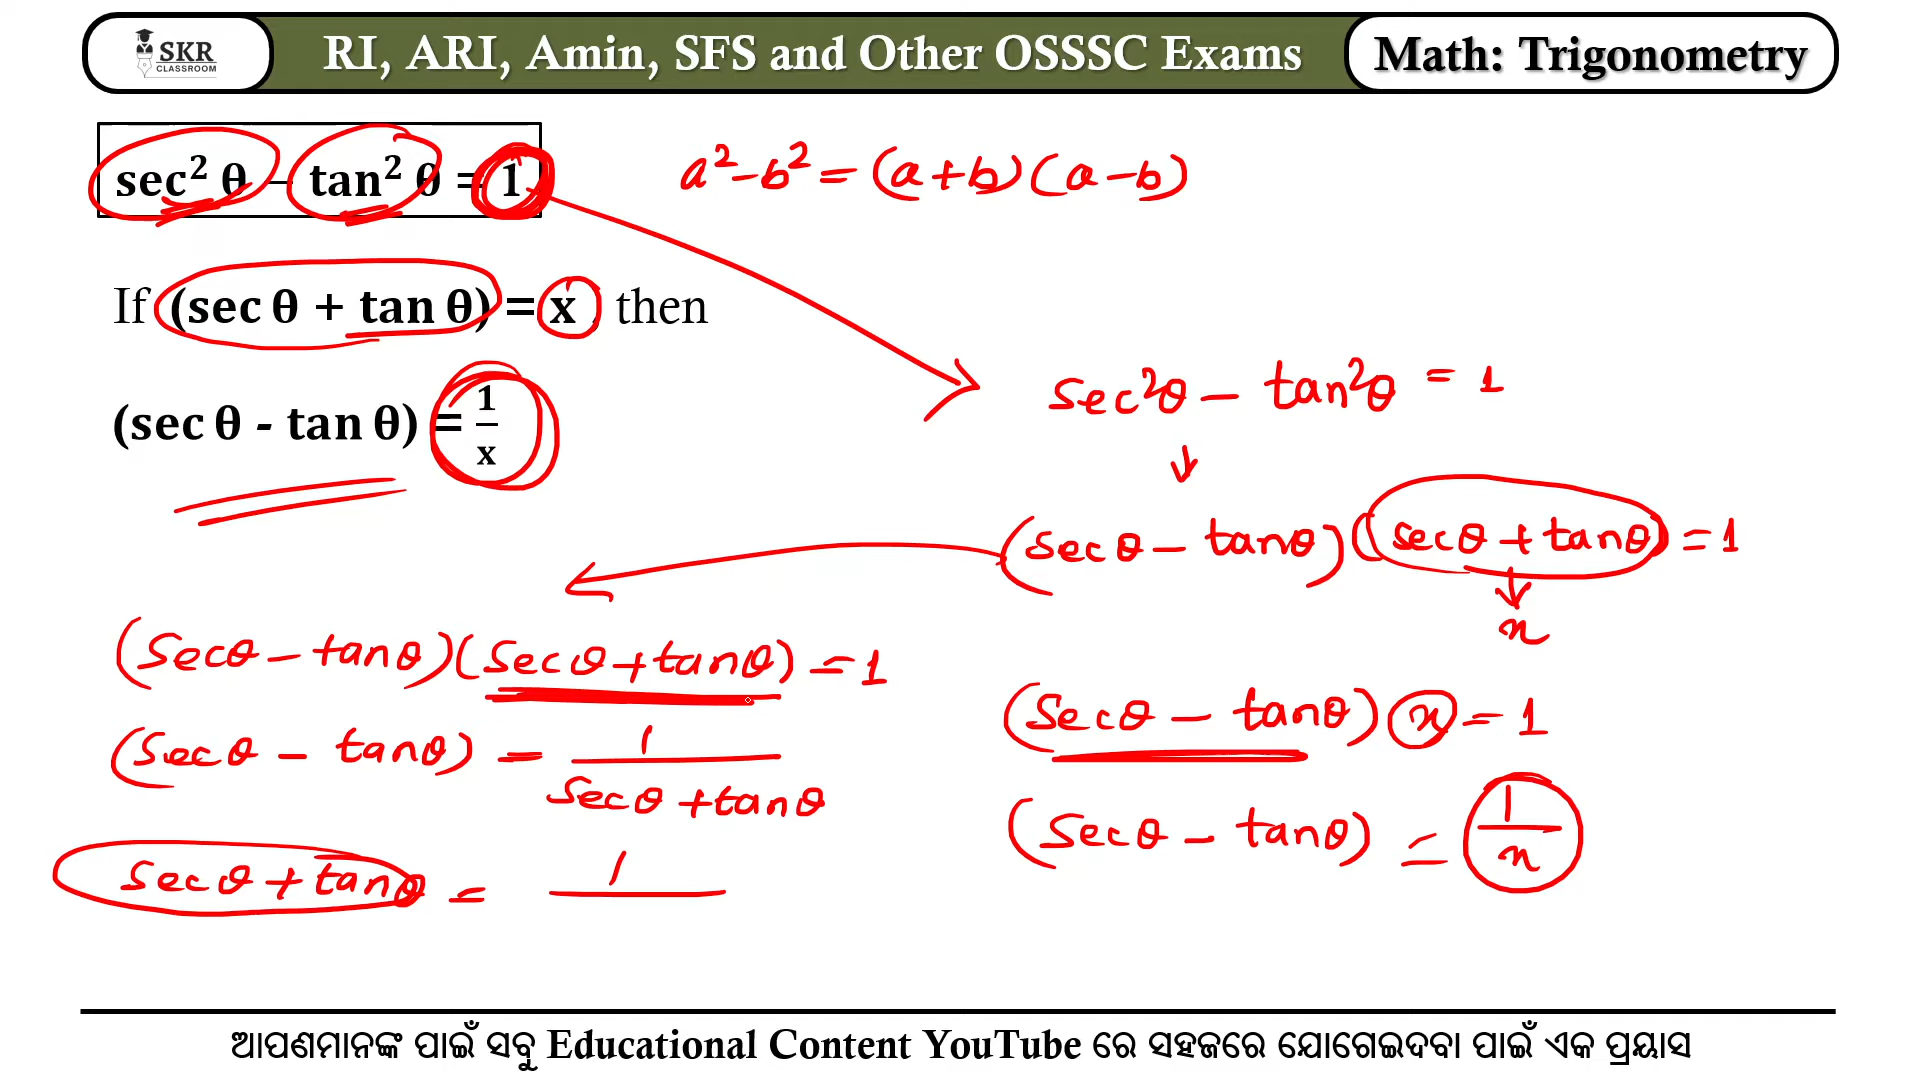 SKR
CLASSROOM
RI, ARI, Amin, SFS and Other OSSSC Exams
Math: Trigonometry
sec² θ – tan² θ = 1
a² - b² = (a+b)(a-b)
If (sec θ + tan θ) = x, then
(sec θ - tan θ) = 1/x
sec²θ - tan²θ = 1
(secθ - tanθ)(secθ + tanθ) = 1
x
(secθ - tanθ)(secθ + tanθ) = 1
(secθ - tanθ) x = 1
(secθ - tanθ) = 1/(secθ + tanθ)
(secθ - tanθ) = 1/x
secθ + tanθ = 1
ଆପଣମାନଙ୍କ ପାଇଁ ସବୁ Educational Content YouTube ରେ ସହଜରେ ଯୋଗେଇଦବା ପାଇଁ ଏକ ପ୍ରୟାସ